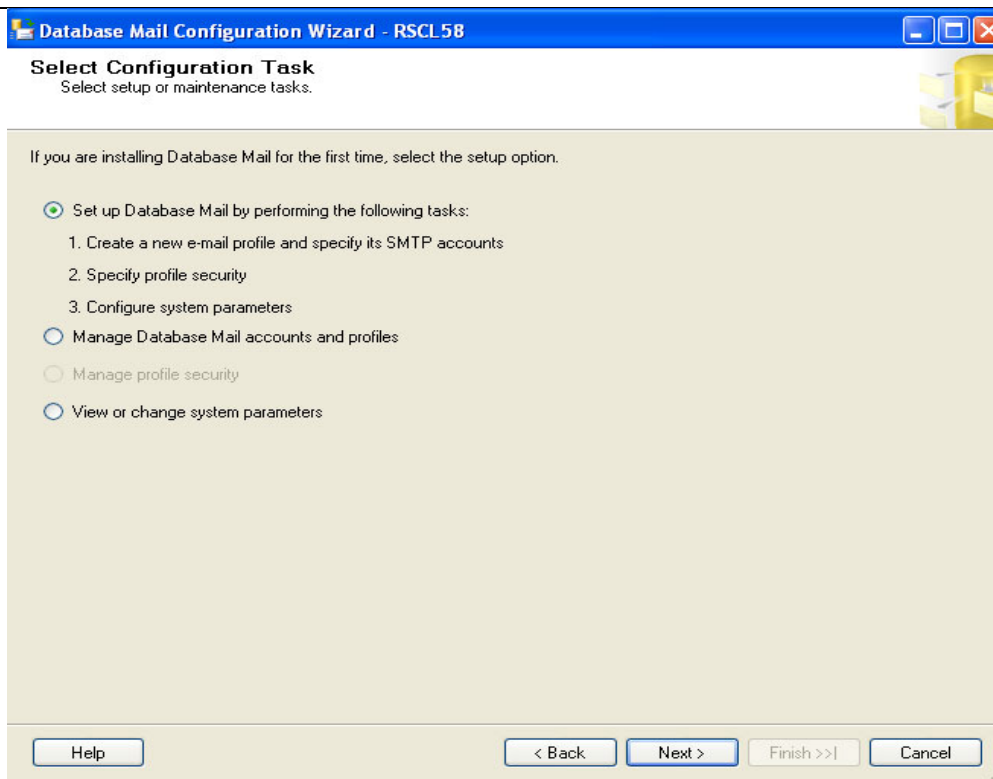 Database Mail Configuration Wizard - RSCL58
Select Configuration Task
Select setup or maintenance tasks.
If you are installing Database Mail for the first time, select the setup option.
Set up Database Mail by performing the following tasks:
1. Create a new e-mail profile and specify its SMTP accounts
2. Specify profile security
3. Configure system parameters
Manage Database Mail accounts and profiles
Manage profile security
View or change system parameters
Help < Back Next > Finish >>| Cancel